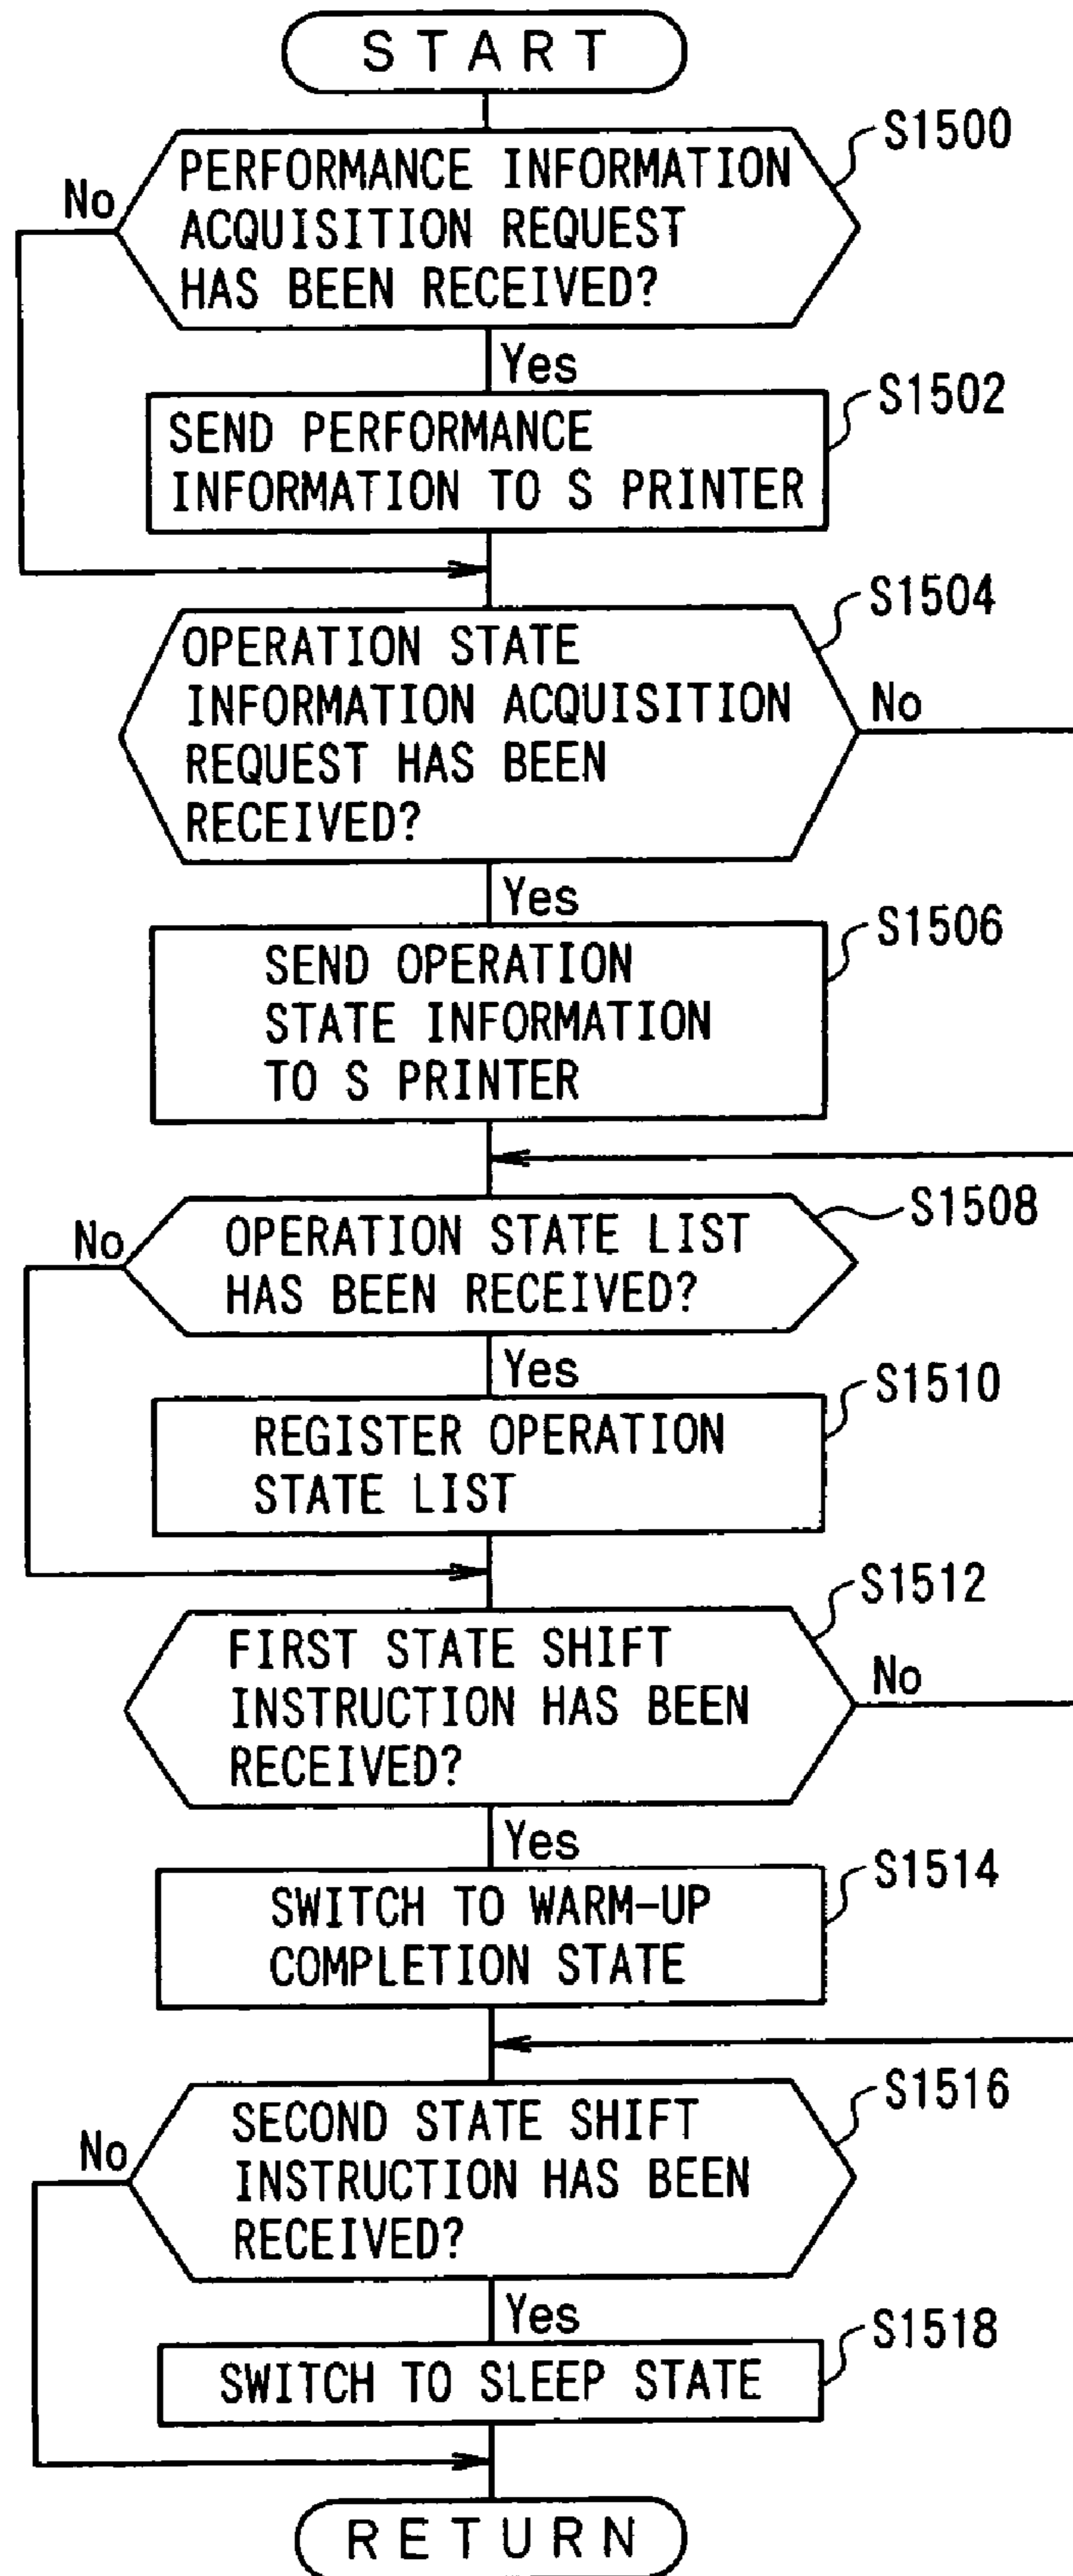 START
S1500
PERFORMANCE INFORMATION
ACQUISITION REQUEST
HAS BEEN RECEIVED?
No
Yes
S1502
SEND PERFORMANCE
INFORMATION TO S PRINTER
S1504
OPERATION STATE
INFORMATION ACQUISITION
REQUEST HAS BEEN
RECEIVED?
No
Yes
S1506
SEND OPERATION
STATE INFORMATION
TO S PRINTER
S1508
OPERATION STATE LIST
HAS BEEN RECEIVED?
No
Yes
S1510
REGISTER OPERATION
STATE LIST
S1512
FIRST STATE SHIFT
INSTRUCTION HAS BEEN
RECEIVED?
No
Yes
S1514
SWITCH TO WARM-UP
COMPLETION STATE
S1516
SECOND STATE SHIFT
INSTRUCTION HAS BEEN
RECEIVED?
No
Yes
S1518
SWITCH TO SLEEP STATE
RETURN